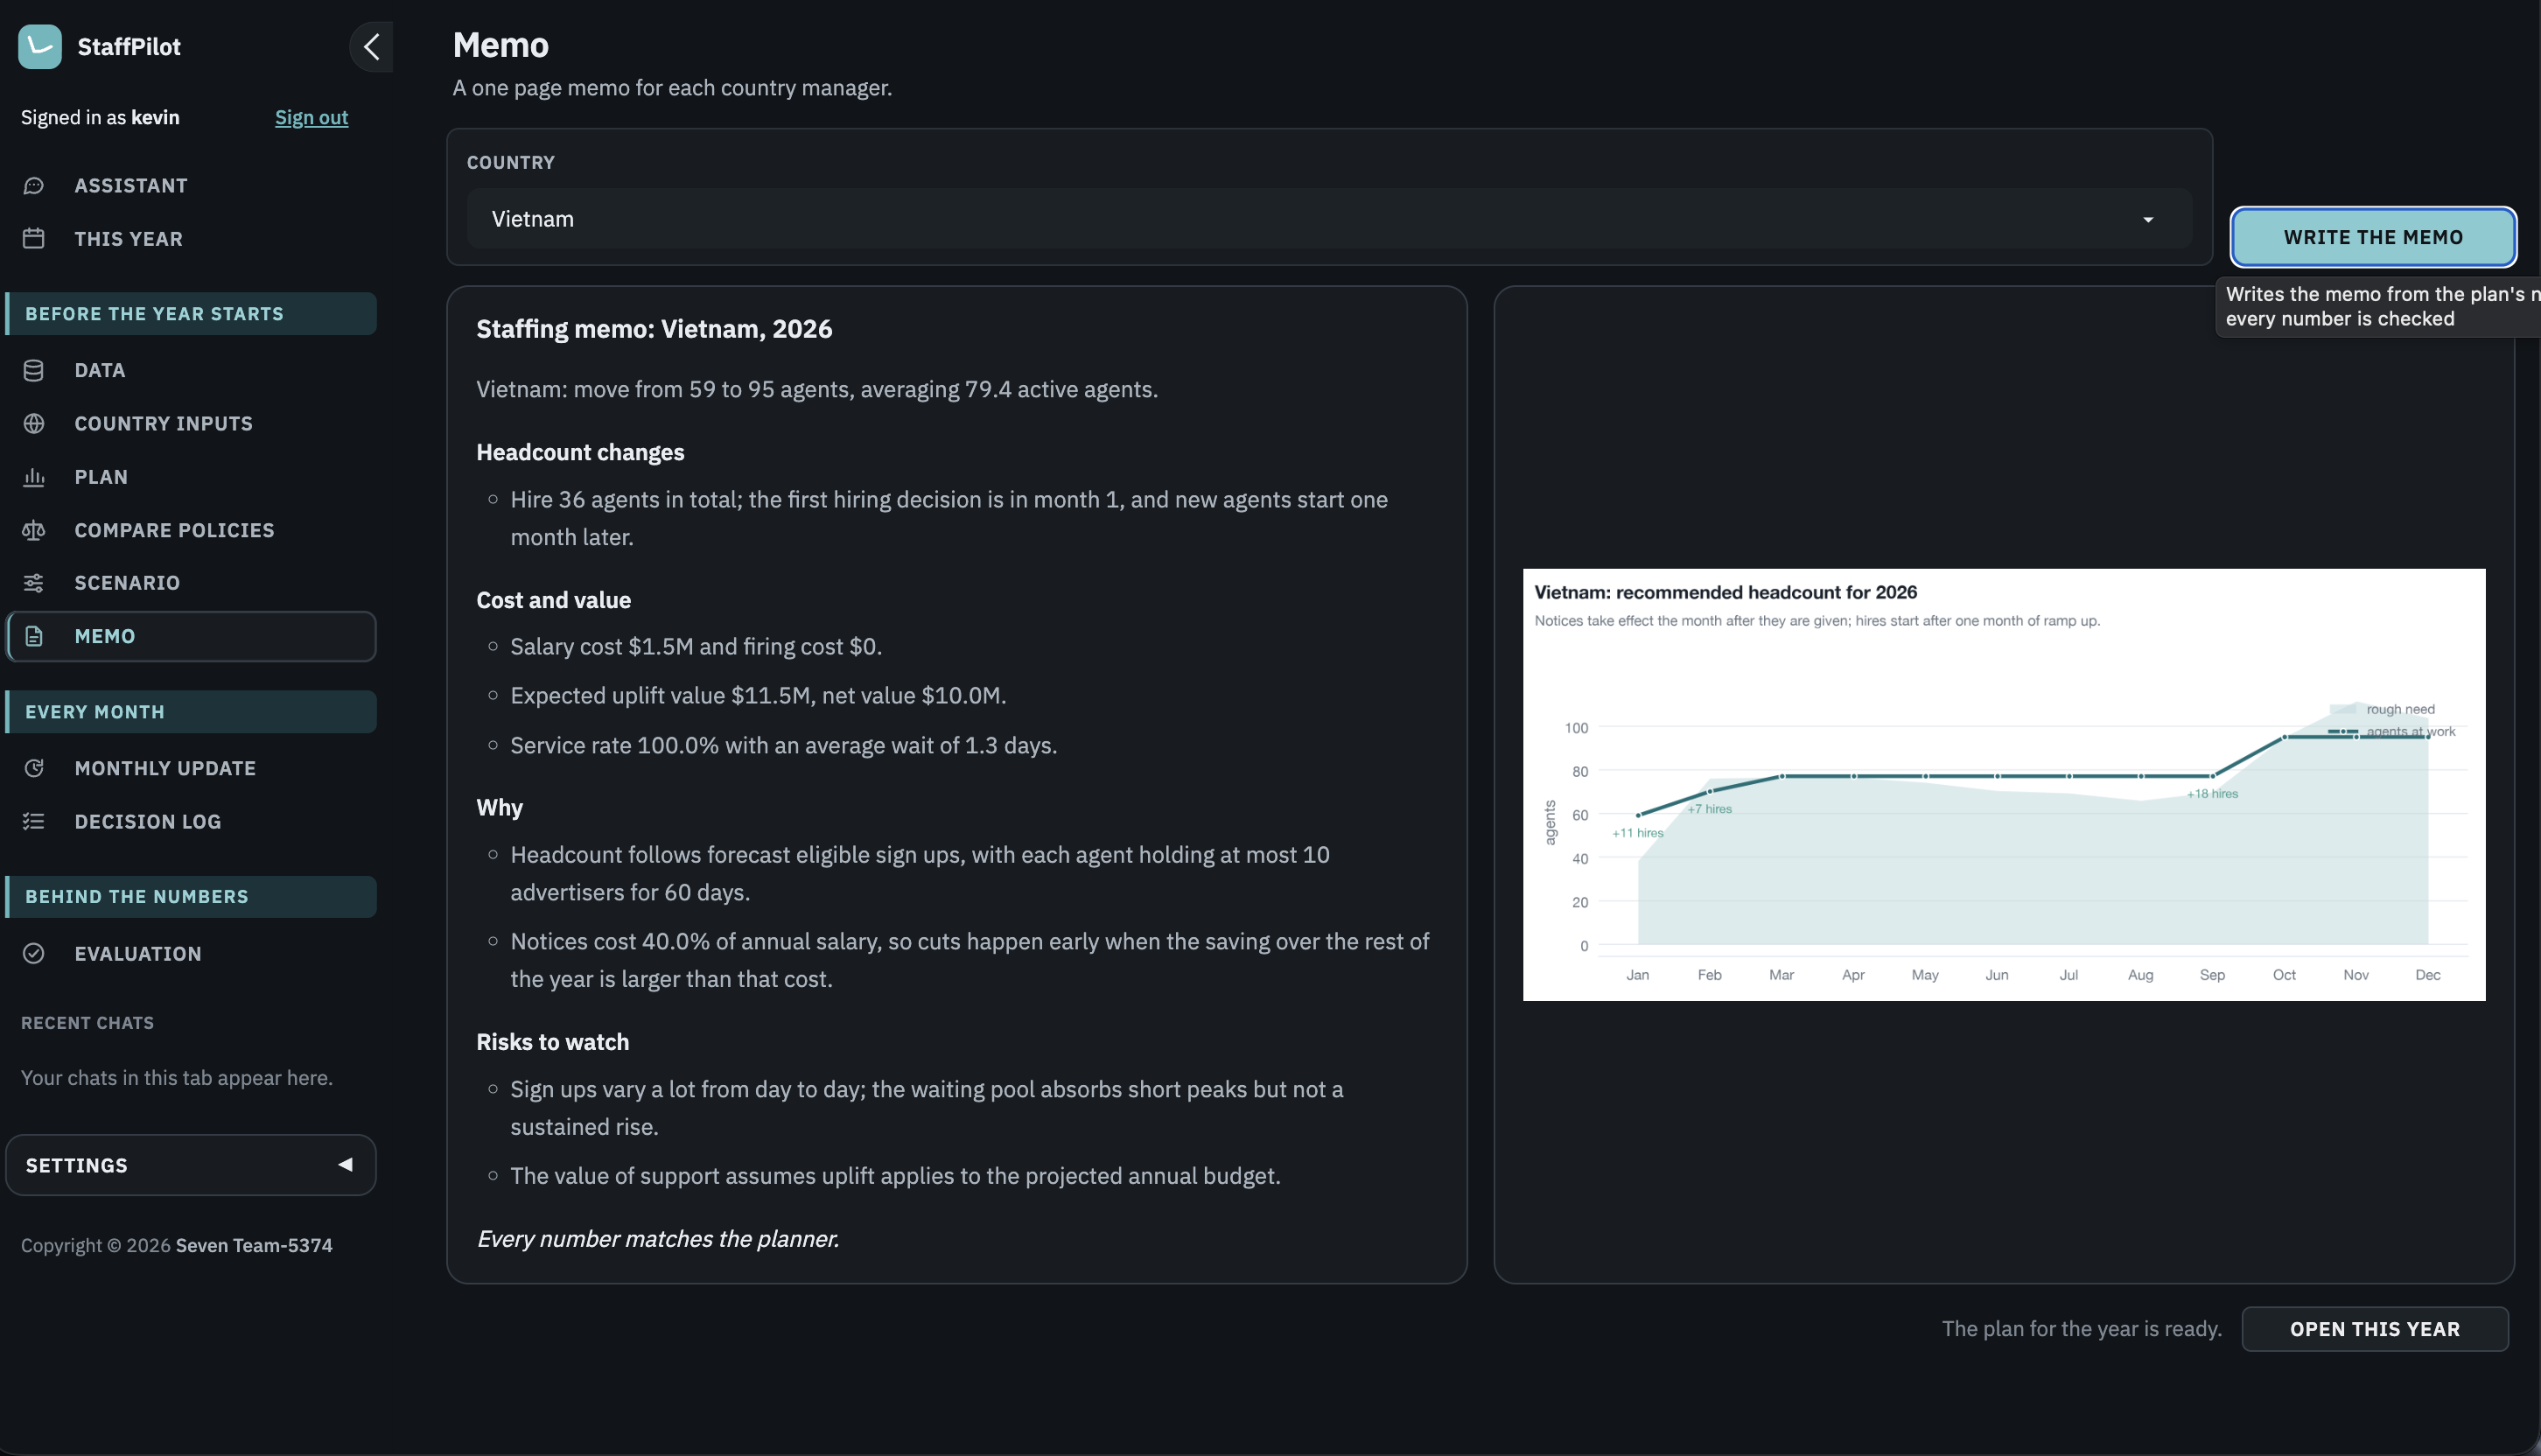 StaffPilot
Signed in as kevin
Sign out
ASSISTANT
THIS YEAR
BEFORE THE YEAR STARTS
DATA
COUNTRY INPUTS
PLAN
COMPARE POLICIES
SCENARIO
MEMO
EVERY MONTH
MONTHLY UPDATE
DECISION LOG
BEHIND THE NUMBERS
EVALUATION
RECENT CHATS
Your chats in this tab appear here.
SETTINGS
Copyright © 2026 Seven Team-5374
Memo
A one page memo for each country manager.
COUNTRY
Vietnam
WRITE THE MEMO
Writes the memo from the plan's n
every number is checked
Staffing memo: Vietnam, 2026
Vietnam: move from 59 to 95 agents, averaging 79.4 active agents.
Headcount changes
Hire 36 agents in total; the first hiring decision is in month 1, and new agents start one
month later.
Cost and value
Salary cost $1.5M and firing cost $0.
Expected uplift value $11.5M, net value $10.0M.
Service rate 100.0% with an average wait of 1.3 days.
Why
Headcount follows forecast eligible sign ups, with each agent holding at most 10
advertisers for 60 days.
Notices cost 40.0% of annual salary, so cuts happen early when the saving over the rest of
the year is larger than that cost.
Risks to watch
Sign ups vary a lot from day to day; the waiting pool absorbs short peaks but not a
sustained rise.
The value of support assumes uplift applies to the projected annual budget.
Every number matches the planner.
Vietnam: recommended headcount for 2026
Notices take effect the month after they are given; hires start after one month of ramp up.
rough need
agents at work
100
80
60
40
20
0
agents
+11 hires
+7 hires
+18 hires
Jan Feb Mar Apr May Jun Jul Aug Sep Oct Nov Dec
The plan for the year is ready.
OPEN THIS YEAR